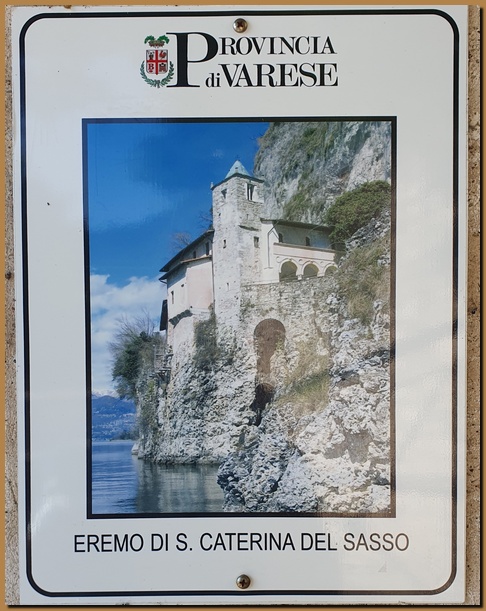 PROVINCIA
di VARESE
EREMO DI S. CATERINA DEL SASSO